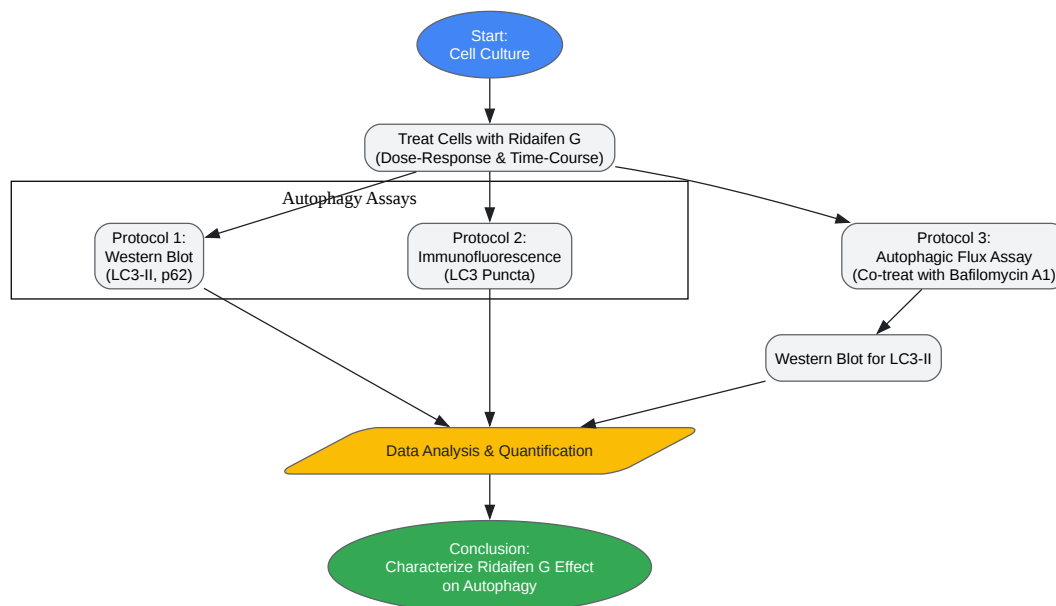 Start:
Cell Culture
Treat Cells with Ridaifen G
(Dose-Response & Time-Course)
Autophagy Assays
Protocol 1:
Western Blot
(LC3-II, p62)
Protocol 2:
Immunofluorescence
(LC3 Puncta)
Protocol 3:
Autophagic Flux Assay
(Co-treat with Bafilomycin A1)
Western Blot for LC3-II
Data Analysis & Quantification
Conclusion:
Characterize Ridaifen G Effect
on Autophagy